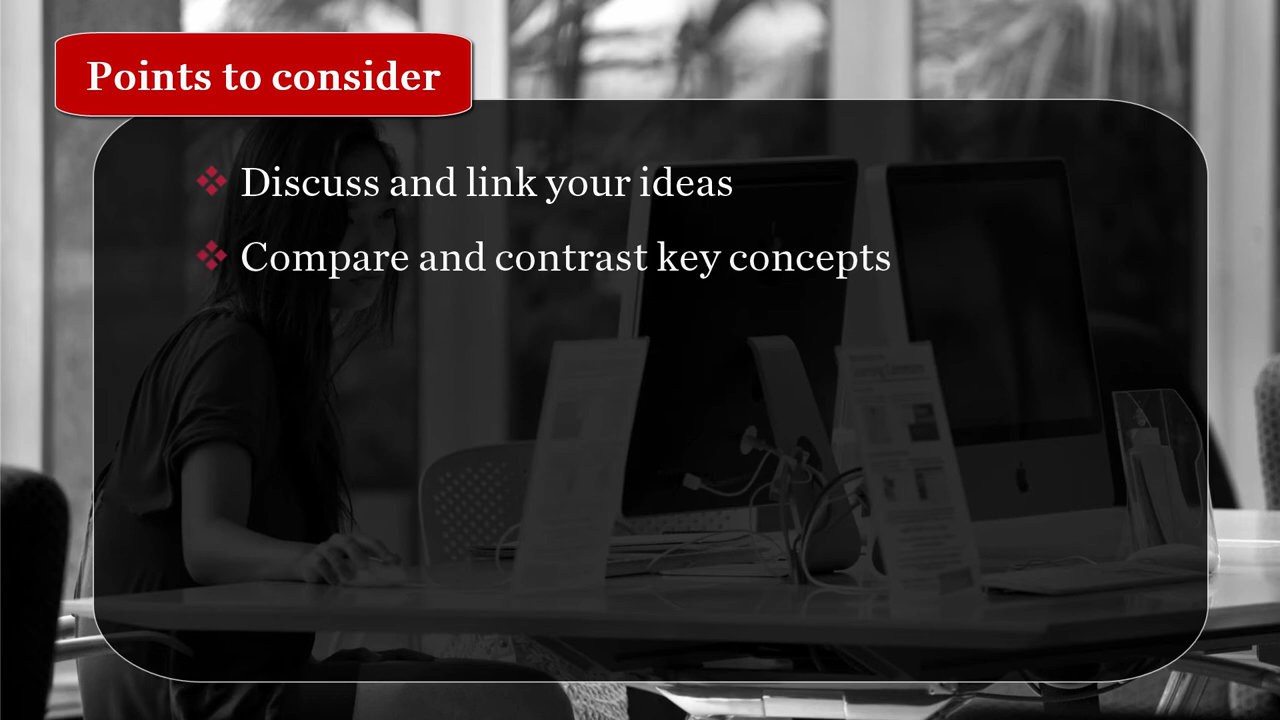 Points to consider
Discuss and link your ideas
Compare and contrast key concepts